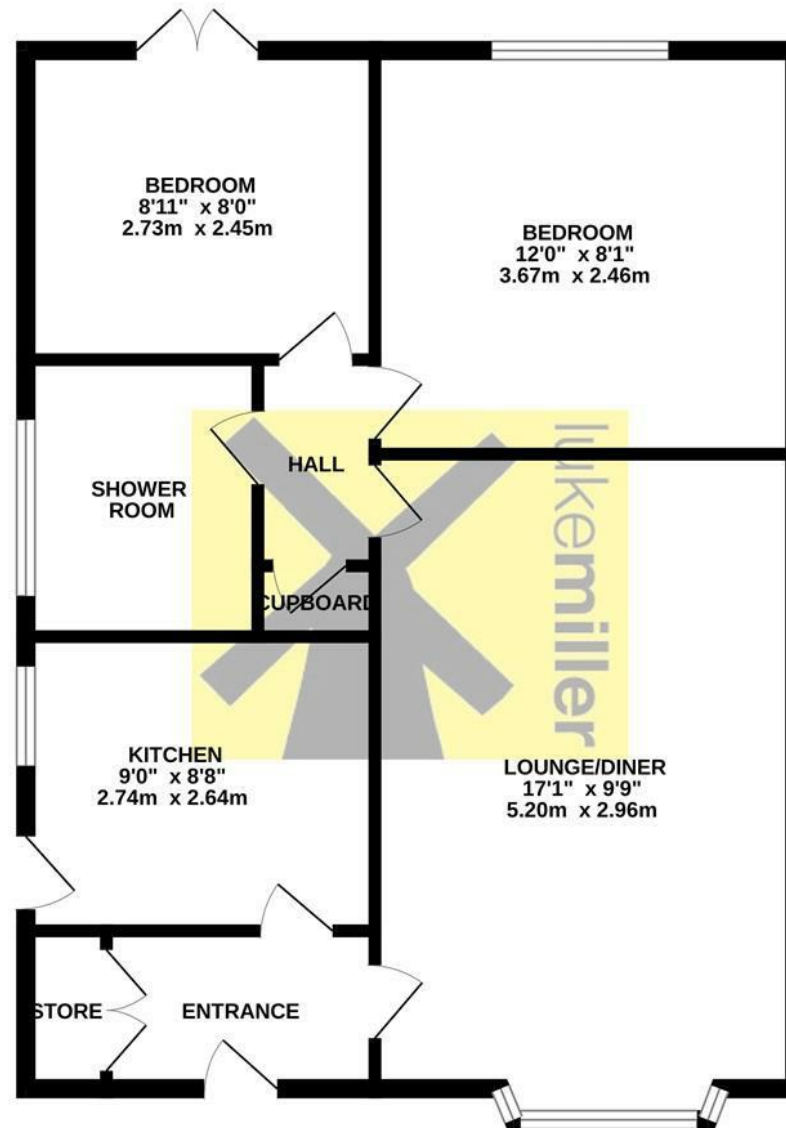 BEDROOM
8'11" x 8'0"
2.73m x 2.45m
BEDROOM
12'0" x 8'1"
3.67m x 2.46m
HALL
SHOWER
ROOM
CUPBOARD
lukemiller
KITCHEN
9'0" x 8'8"
2.74m x 2.64m
LOUNGE/DINER
17'1" x 9'9"
5.20m x 2.96m
STORE
ENTRANCE